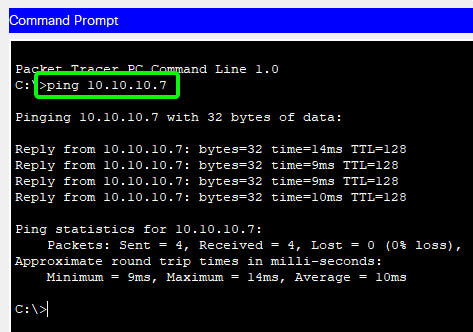 Command Prompt
Packet Tracer PC Command Line 1.0
C:\>ping 10.10.10.7
Pinging 10.10.10.7 with 32 bytes of data:
Reply from 10.10.10.7: bytes=32 time=14ms TTL=128
Reply from 10.10.10.7: bytes=32 time=9ms TTL=128
Reply from 10.10.10.7: bytes=32 time=9ms TTL=128
Reply from 10.10.10.7: bytes=32 time=10ms TTL=128
Ping statistics for 10.10.10.7:
    Packets: Sent = 4, Received = 4, Lost = 0 (0% loss),
Approximate round trip times in milli-seconds:
    Minimum = 9ms, Maximum = 14ms, Average = 10ms
C:\>